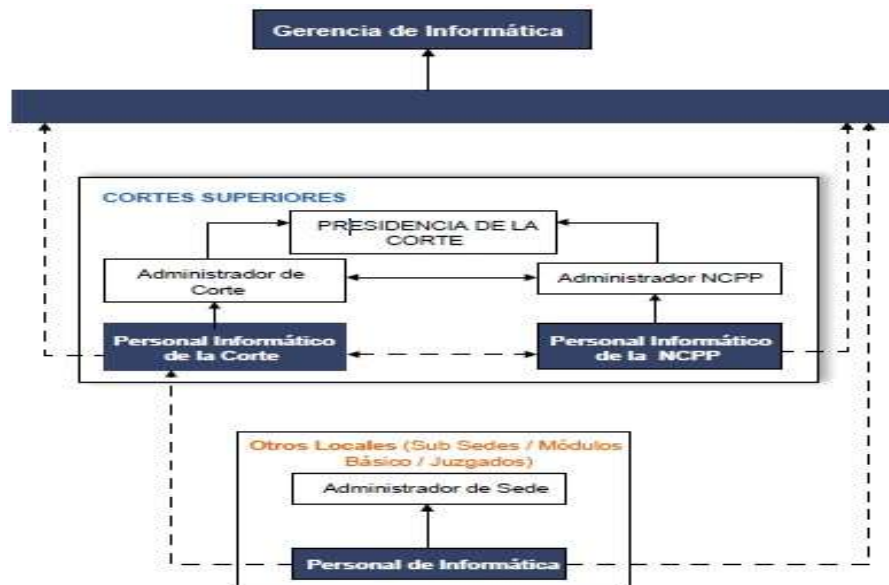 Gerencia de Informática
CORTES SUPERIORES
PRESIDENCIA DE LA
CORTE
Administrador de
Corte
Administrador NCPP
Personal Informático
de la Corte
Personal Informático
de la NCPP
Otros Locales (Sub Sedes / Módulos
Básico / Juzgados)
Administrador de Sede
Personal de Informática